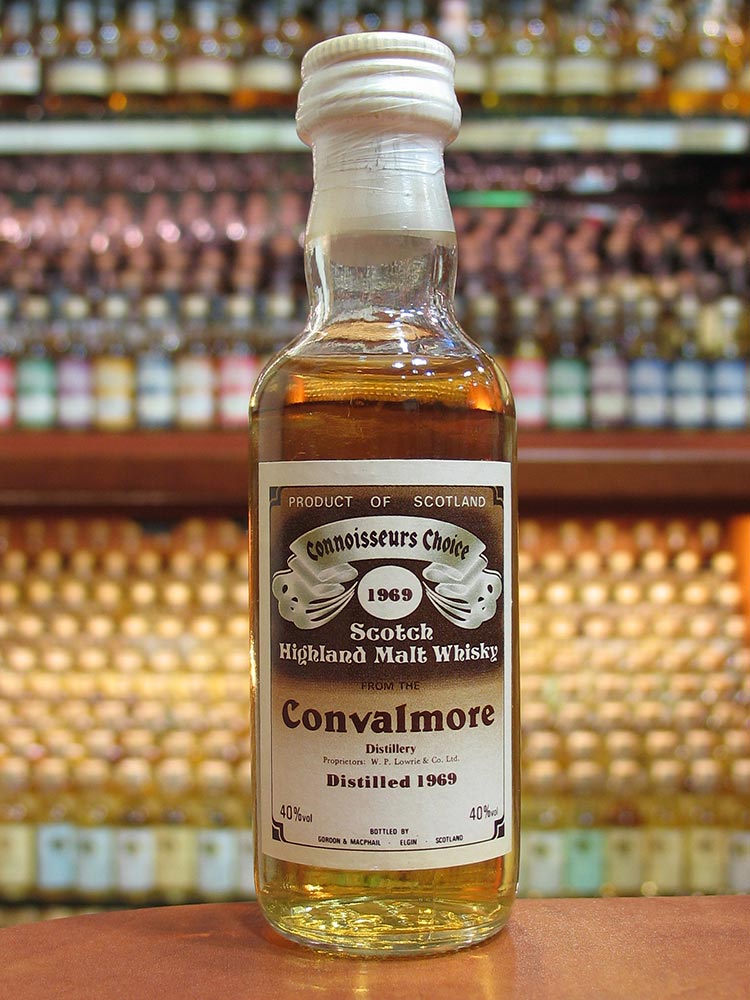 PRODUCT OF SCOTLAND
Connoisseurs Choice
1969
Scotch
Highland Malt Whisky
FROM THE
Convalmore
Distillery
Proprietors: W. P. Lowrie & Co. Ltd.
Distilled 1969
40%vol 40%vol
BOTTLED BY
GORDON & MACPHAIL · ELGIN · SCOTLAND